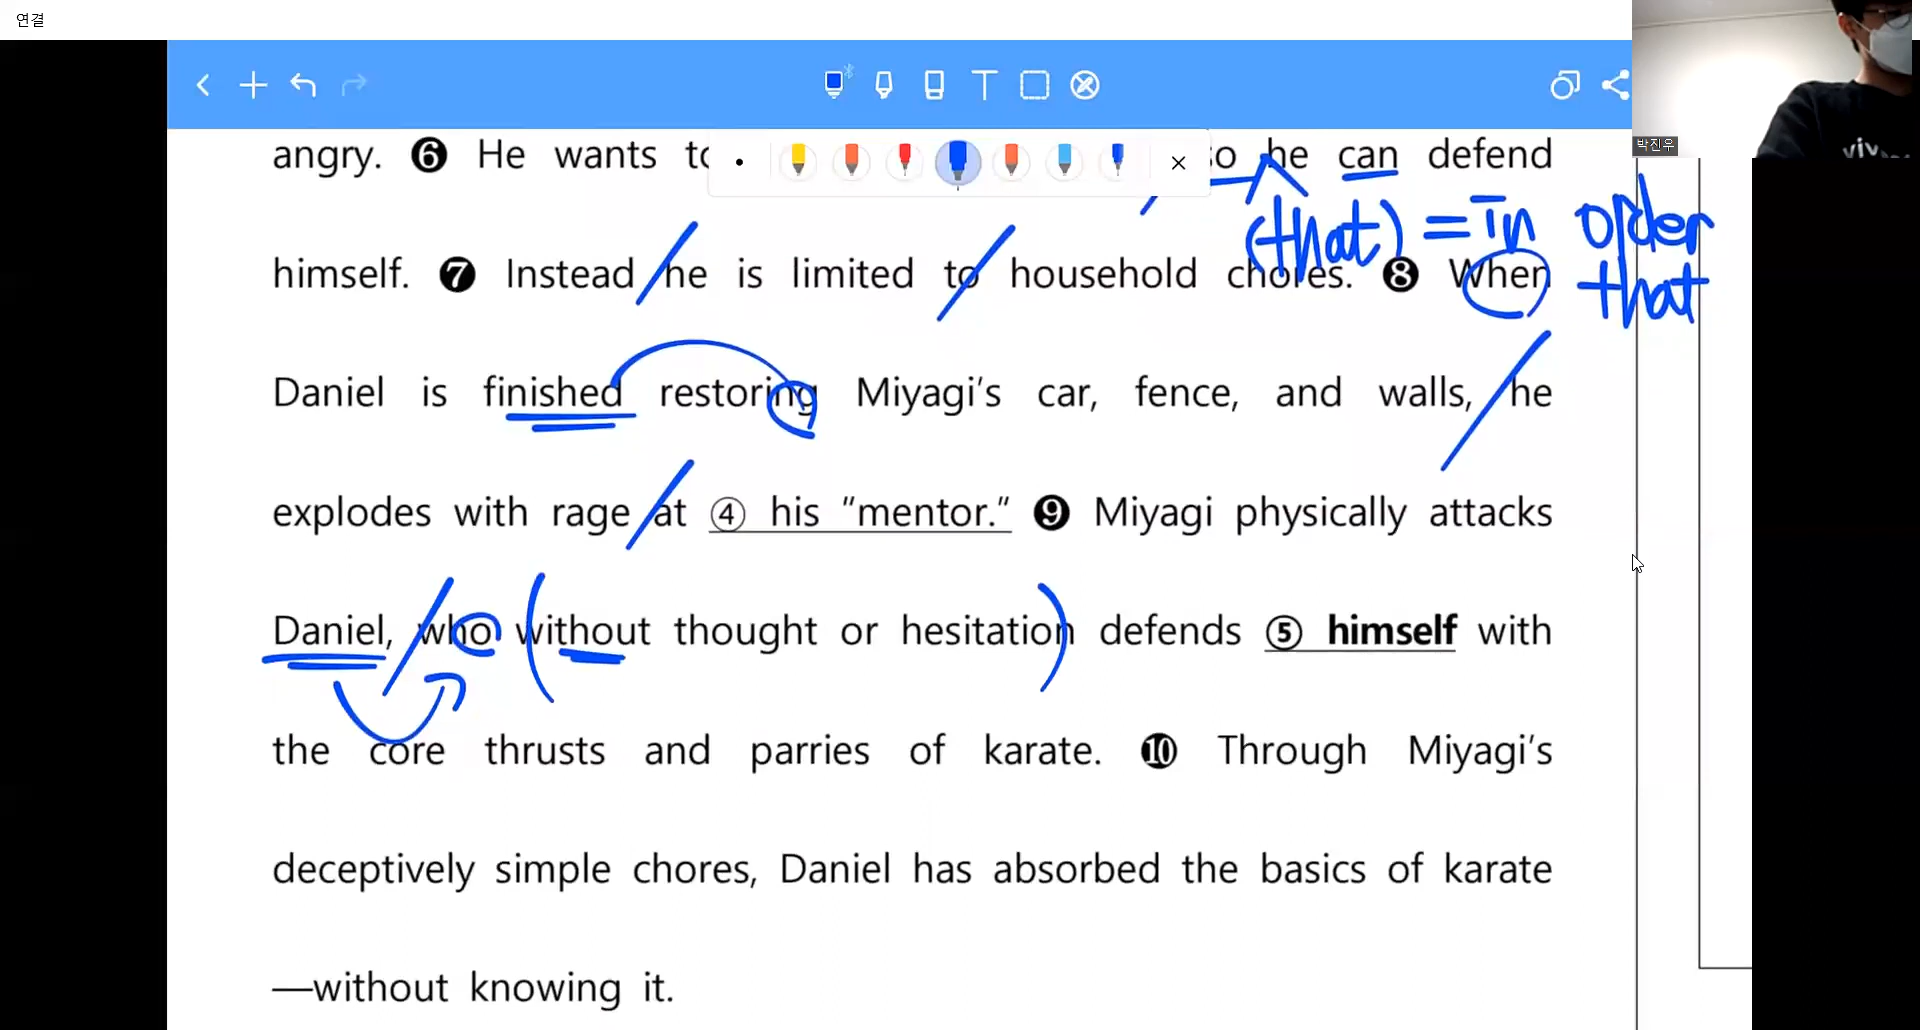 연결
박진우
viv
angry. ❻ He wants to so he can defend
(that) = in order that
himself. ❼ Instead he is limited to household chores. ❽ When
Daniel is finished restoring Miyagi's car, fence, and walls, he
explodes with rage at ④ his "mentor." ❾ Miyagi physically attacks
Daniel, who without thought or hesitation defends ⑤ himself with
the core thrusts and parries of karate. ❿ Through Miyagi's
deceptively simple chores, Daniel has absorbed the basics of karate
—without knowing it.